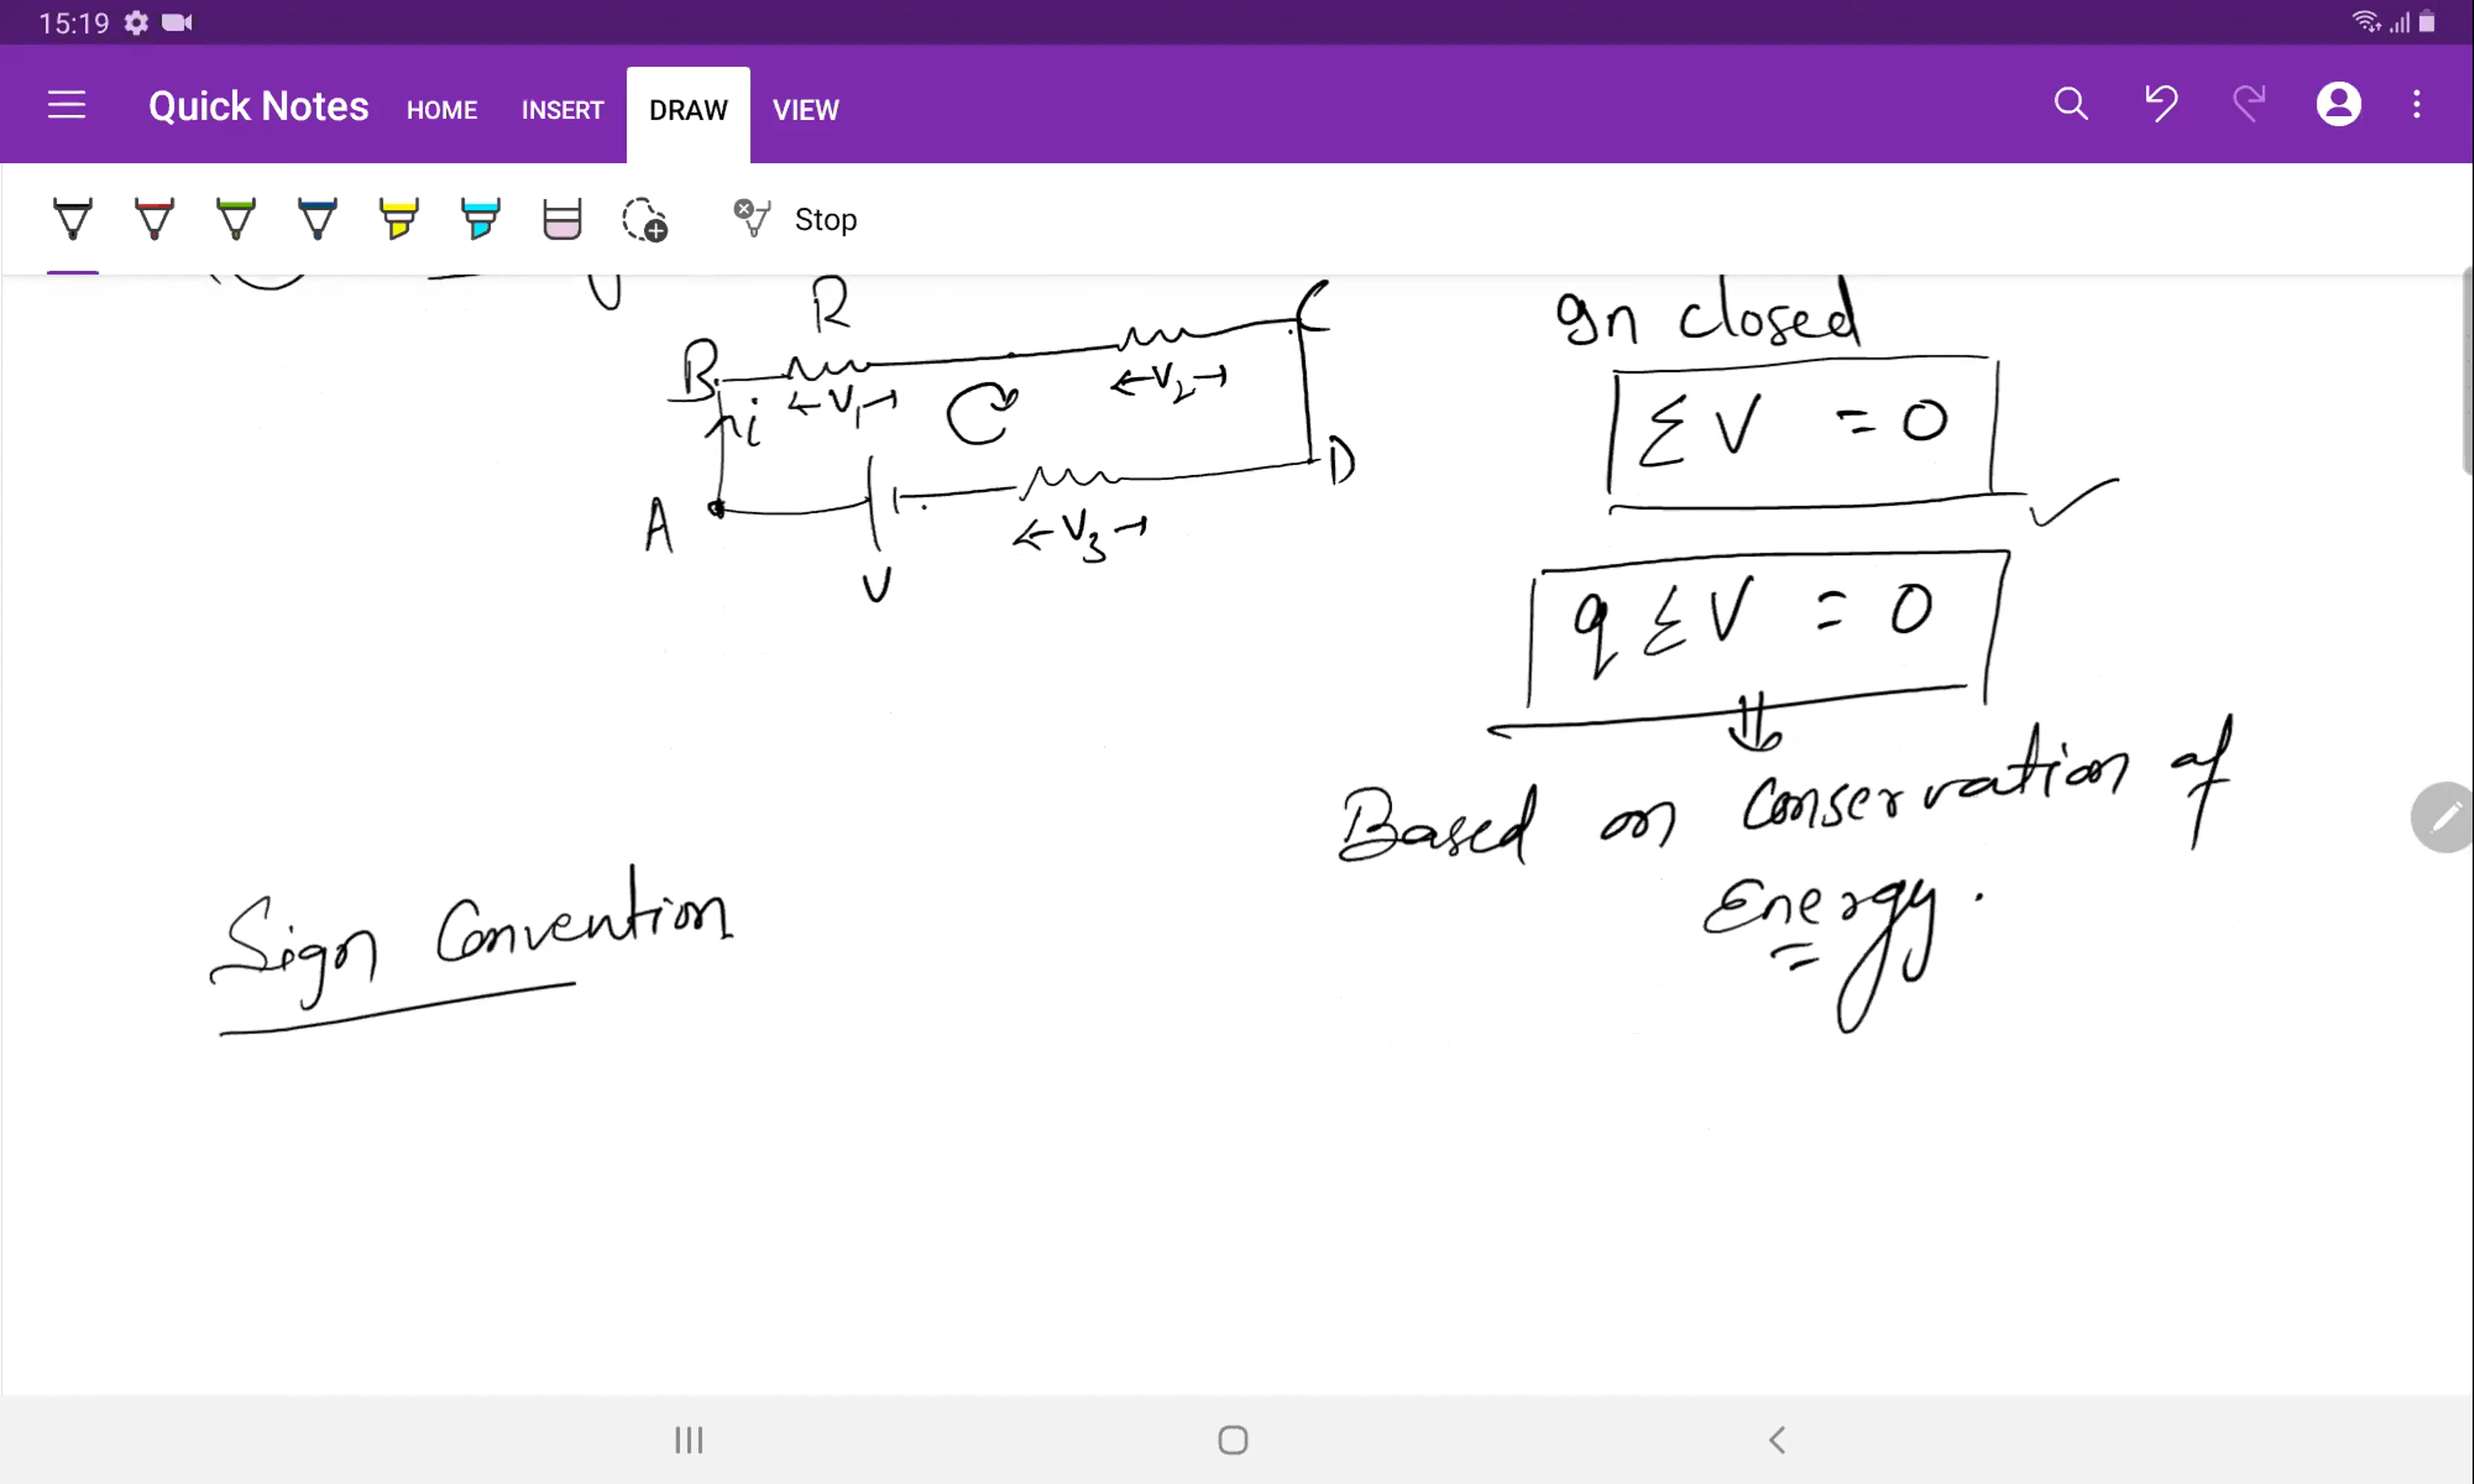 15:19
Quick Notes HOME INSERT DRAW VIEW
Stop
R
B
C
i
←V₁→
←V₂→
A
D
←V₃→
V
gn closed
ΣV = 0
qΣV = 0
Based on Conservation of
Energy.
Sign Convention